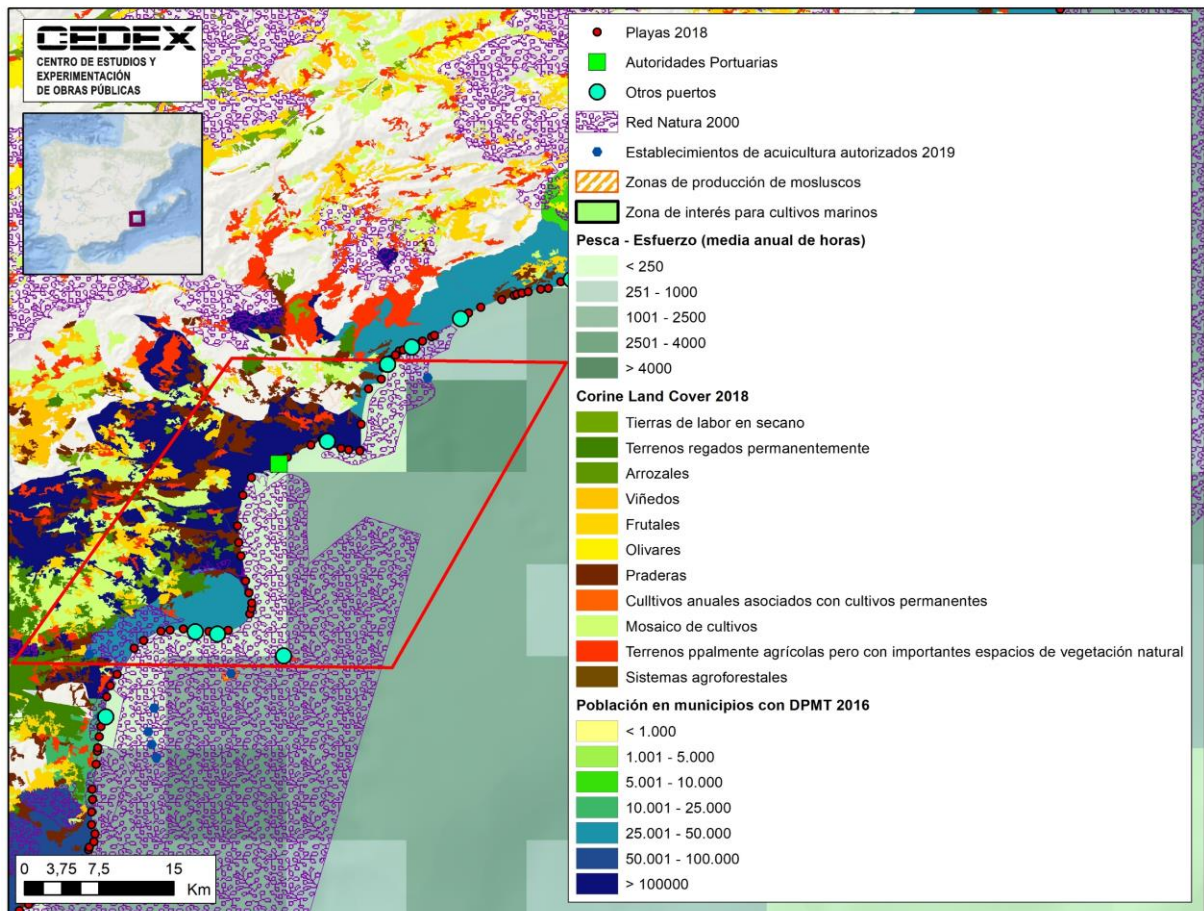 CEDEX
CENTRO DE ESTUDIOS Y
EXPERIMENTACIÓN
DE OBRAS PÚBLICAS
Playas 2018
Autoridades Portuarias
Otros puertos
Red Natura 2000
Establecimientos de acuicultura autorizados 2019
Zonas de producción de mosluscos
Zona de interés para cultivos marinos
Pesca - Esfuerzo (media anual de horas)
< 250
251 - 1000
1001 - 2500
2501 - 4000
> 4000
Corine Land Cover 2018
Tierras de labor en secano
Terrenos regados permanentemente
Arrozales
Viñedos
Frutales
Olivares
Praderas
Culltivos anuales asociados con cultivos permanentes
Mosaico de cultivos
Terrenos ppalmente agrícolas pero con importantes espacios de vegetación natural
Sistemas agroforestales
Población en municipios con DPMT 2016
< 1.000
1.001 - 5.000
5.001 - 10.000
10.001 - 25.000
25.001 - 50.000
50.001 - 100.000
> 100000
0 3,75 7,5 15
Km